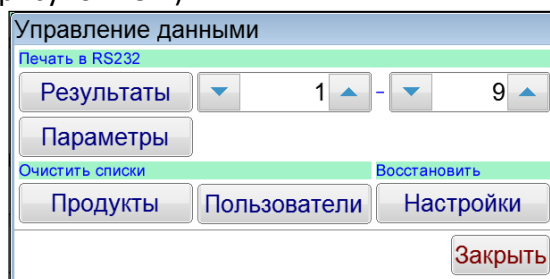 Управление данными
Печать в RS232
Результаты 1 - 9
Параметры
Очистить списки Восстановить
Продукты Пользователи Настройки
Закрыть